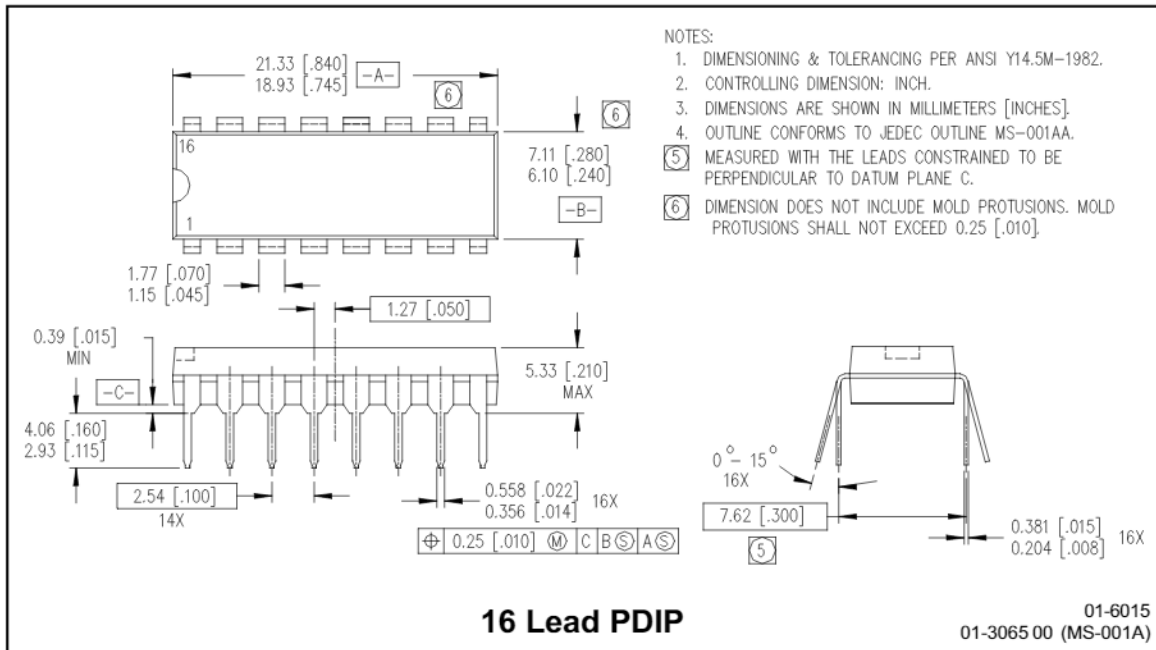 21.33 [.840]
18.93 [.745]
-A-
6
6
16
1
7.11 [.280]
6.10 [.240]
-B-
NOTES:
1. DIMENSIONING & TOLERANCING PER ANSI Y14.5M-1982.
2. CONTROLLING DIMENSION: INCH.
3. DIMENSIONS ARE SHOWN IN MILLIMETERS [INCHES].
4. OUTLINE CONFORMS TO JEDEC OUTLINE MS-001AA.
5 MEASURED WITH THE LEADS CONSTRAINED TO BE
PERPENDICULAR TO DATUM PLANE C.
6 DIMENSION DOES NOT INCLUDE MOLD PROTUSIONS. MOLD
PROTUSIONS SHALL NOT EXCEED 0.25 [.010].
1.77 [.070]
1.15 [.045]
1.27 [.050]
0.39 [.015]
MIN
-C-
5.33 [.210]
MAX
4.06 [.160]
2.93 [.115]
2.54 [.100]
14X
0.558 [.022]
0.356 [.014]
16X
⌖ 0.25 [.010] Ⓜ C B Ⓢ A Ⓢ
0° - 15°
16X
7.62 [.300]
5
0.381 [.015]
0.204 [.008]
16X
16 Lead PDIP
01-6015
01-3065 00 (MS-001A)